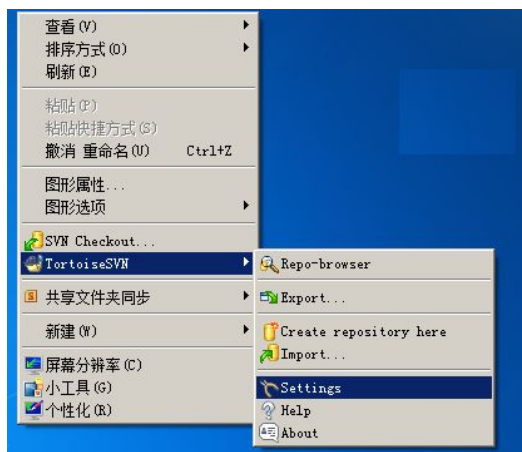 查看(V)
排序方式(O)
刷新(E)
粘贴(P)
粘贴快捷方式(S)
撤消 重命名(U) Ctrl+Z
图形属性...
图形选项
SVN Checkout...
TortoiseSVN
共享文件夹同步
新建(W)
屏幕分辨率(C)
小工具(G)
个性化(R)
Repo-browser
Export...
Create repository here
Import...
Settings
Help
About